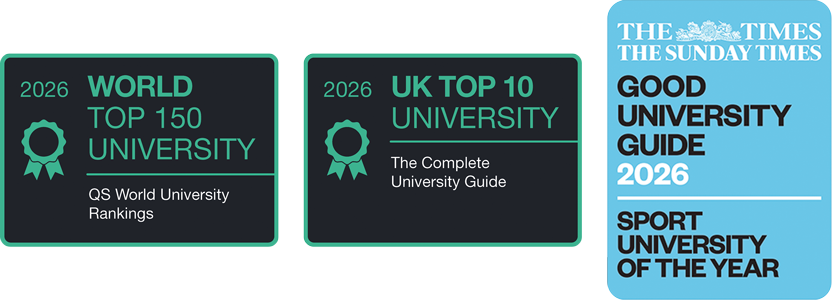 2026 WORLD
TOP 150
UNIVERSITY
QS World University
Rankings
2026 UK TOP 10
UNIVERSITY
The Complete
University Guide
THE TIMES
THE SUNDAY TIMES
GOOD
UNIVERSITY
GUIDE
2026
SPORT
UNIVERSITY
OF THE YEAR